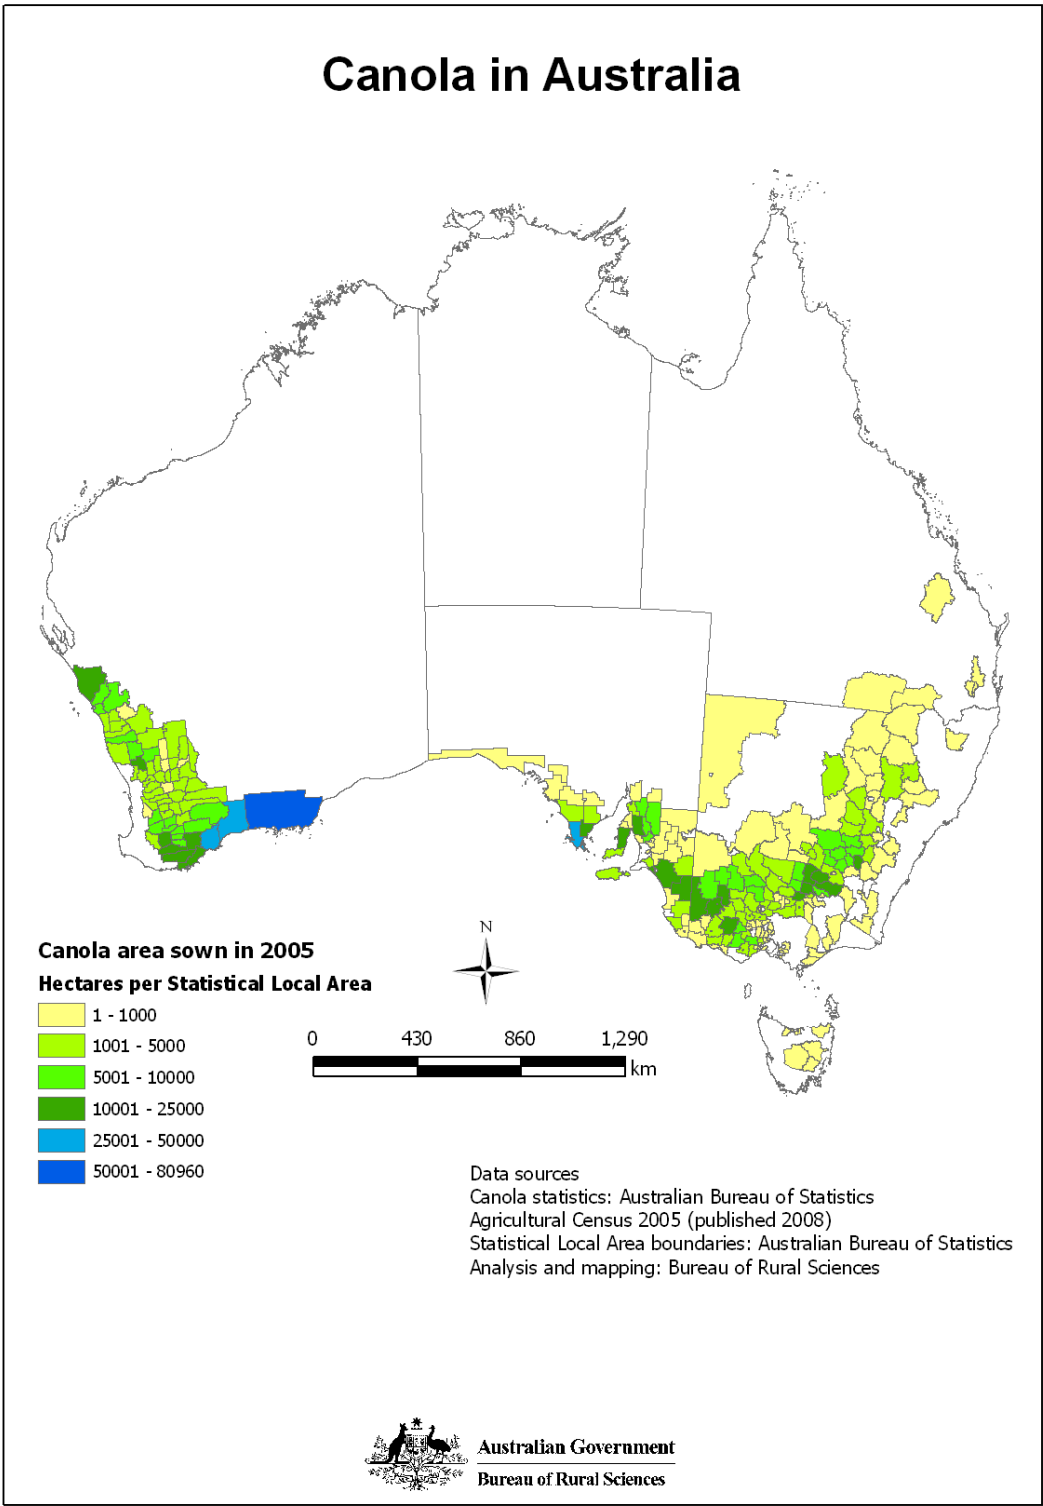 Canola in Australia
N
Canola area sown in 2005
Hectares per Statistical Local Area
1 - 1000
1001 - 5000
5001 - 10000
10001 - 25000
25001 - 50000
50001 - 80960
0 430 860 1,290
km
Data sources
Canola statistics: Australian Bureau of Statistics
Agricultural Census 2005 (published 2008)
Statistical Local Area boundaries: Australian Bureau of Statistics
Analysis and mapping: Bureau of Rural Sciences
Australian Government
Bureau of Rural Sciences